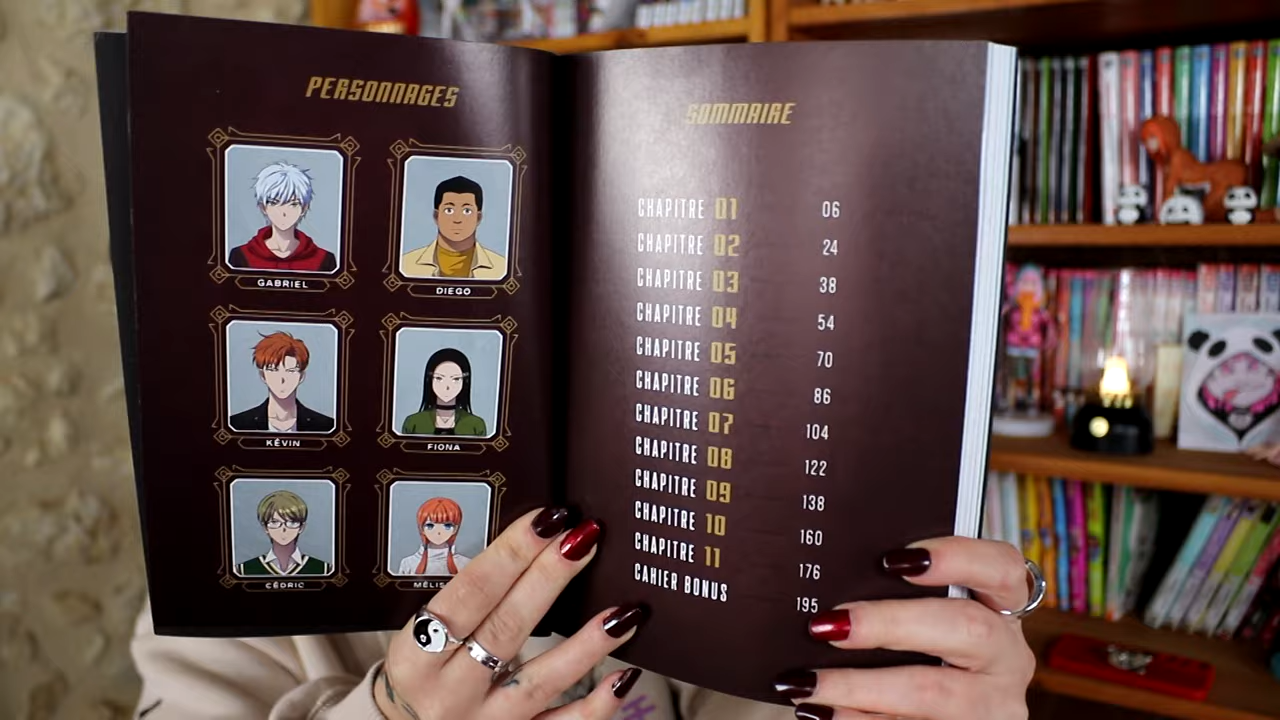 PERSONNAGES
GABRIEL
DIEGO
KÉVIN
FIONA
CÉDRIC
SOMMAIRE
CHAPITRE 01 06
CHAPITRE 02 24
CHAPITRE 03 38
CHAPITRE 04 54
CHAPITRE 05 70
CHAPITRE 06 86
CHAPITRE 07 104
CHAPITRE 08 122
CHAPITRE 09 138
CHAPITRE 10 160
CHAPITRE 11 176
CAHIER BONUS 195